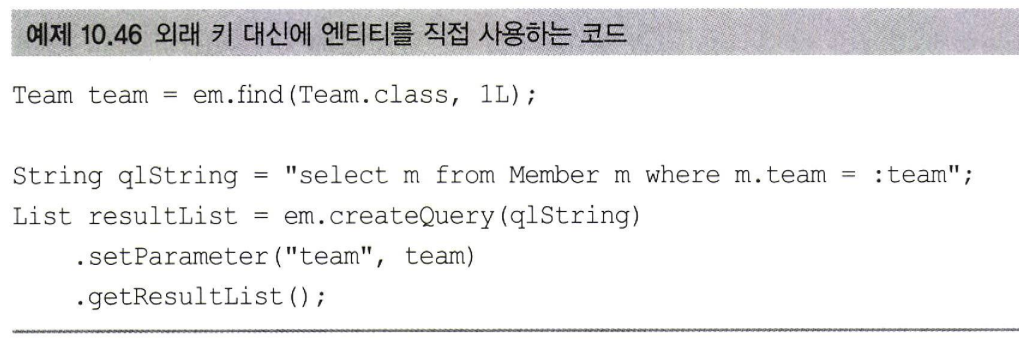 예제 10.46 외래 키 대신에 엔티티를 직접 사용하는 코드
Team team = em.find(Team.class, 1L);
String qlString = "select m from Member m where m.team = :team";
List resultList = em.createQuery(qlString)
.setParameter("team", team)
.getResultList();